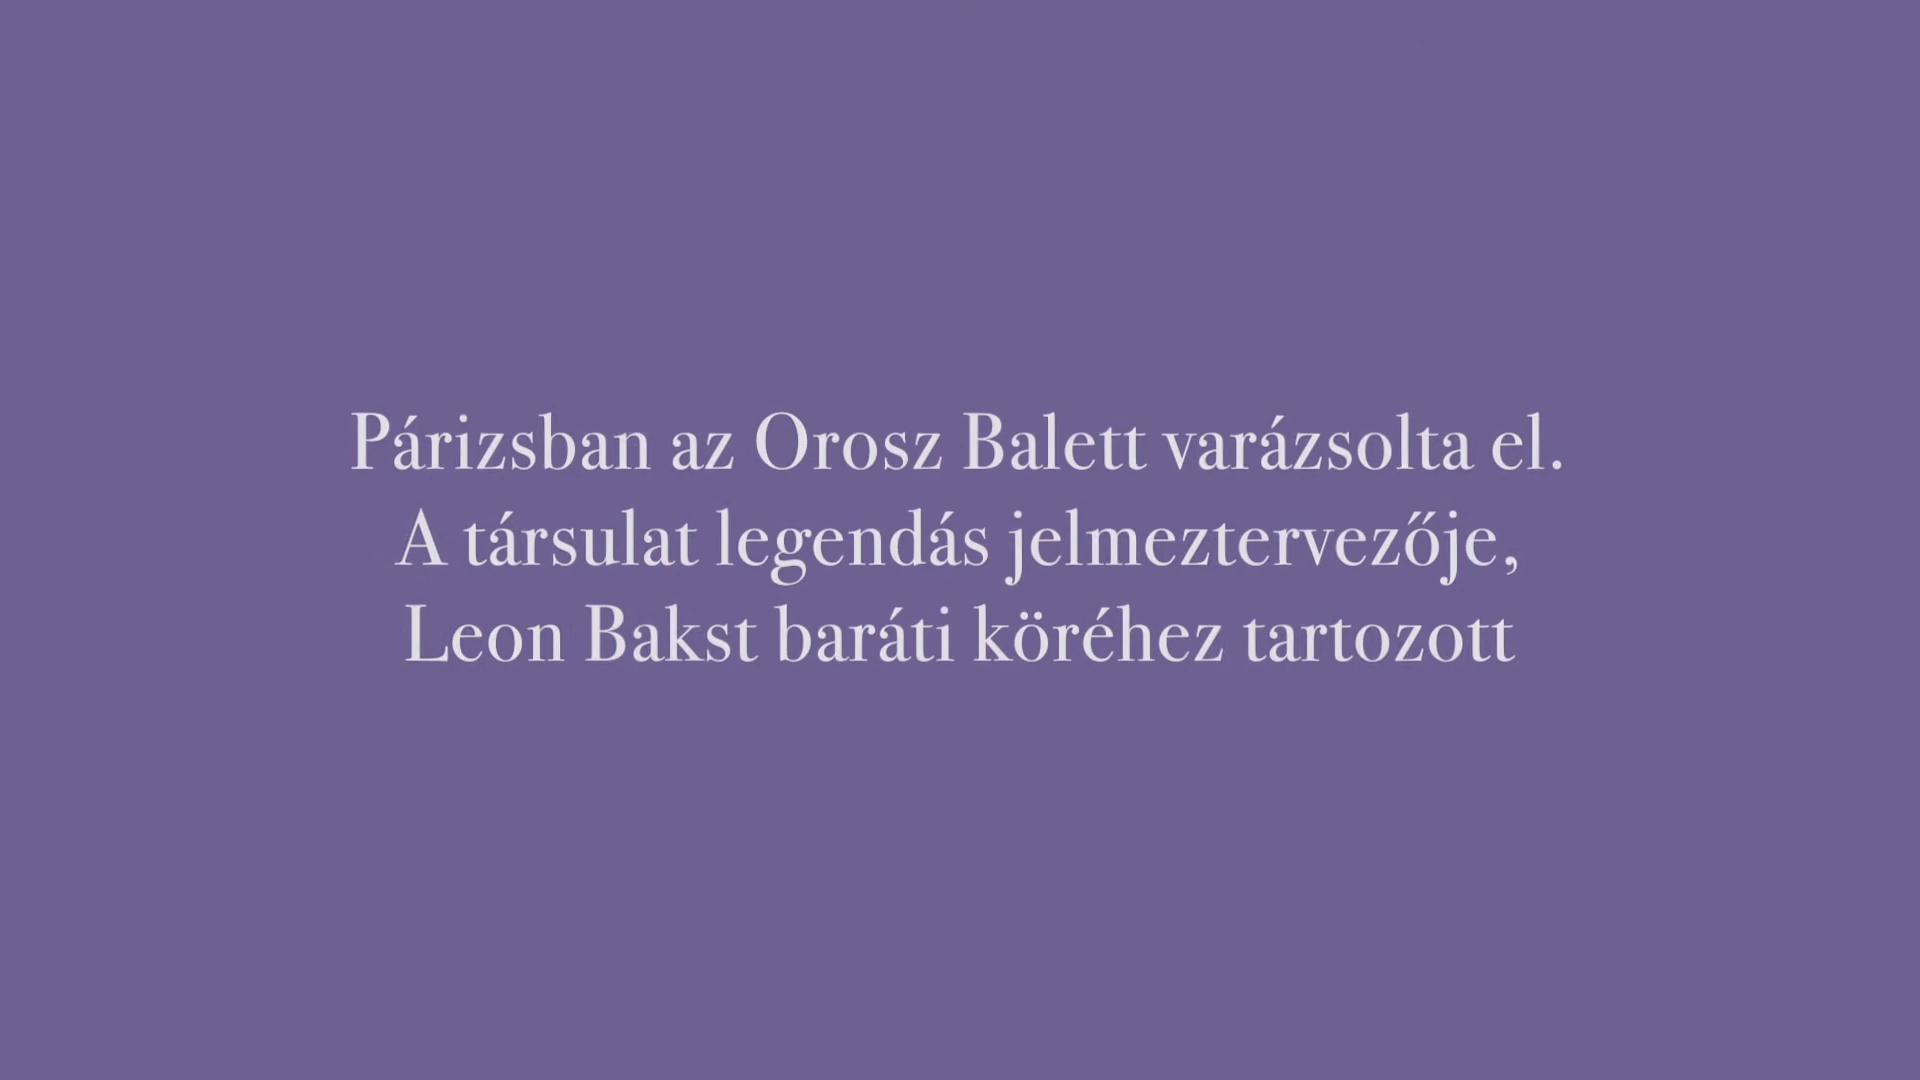 Párizsban az Orosz Balett varázsolta el.
A társulat legendás jelmeztervezője,
Leon Bakst baráti köréhez tartozott